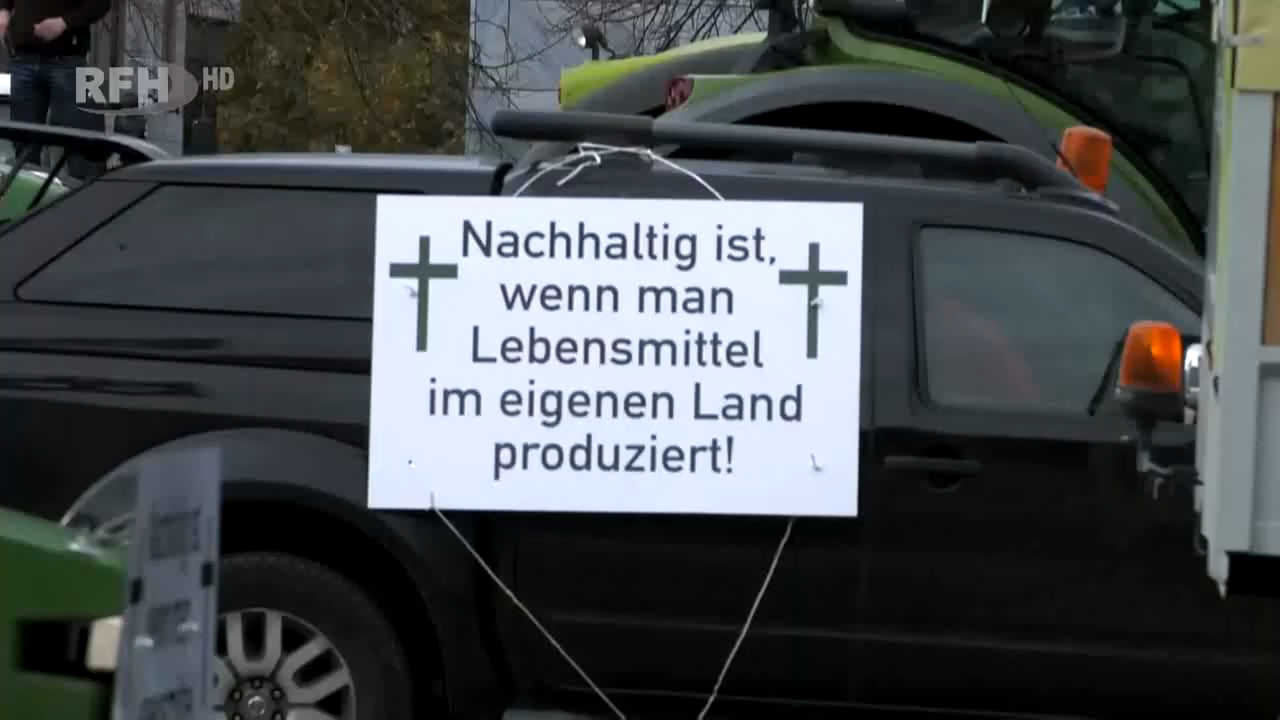 RFH HD
Nachhaltig ist,
wenn man
Lebensmittel
im eigenen Land
produziert!